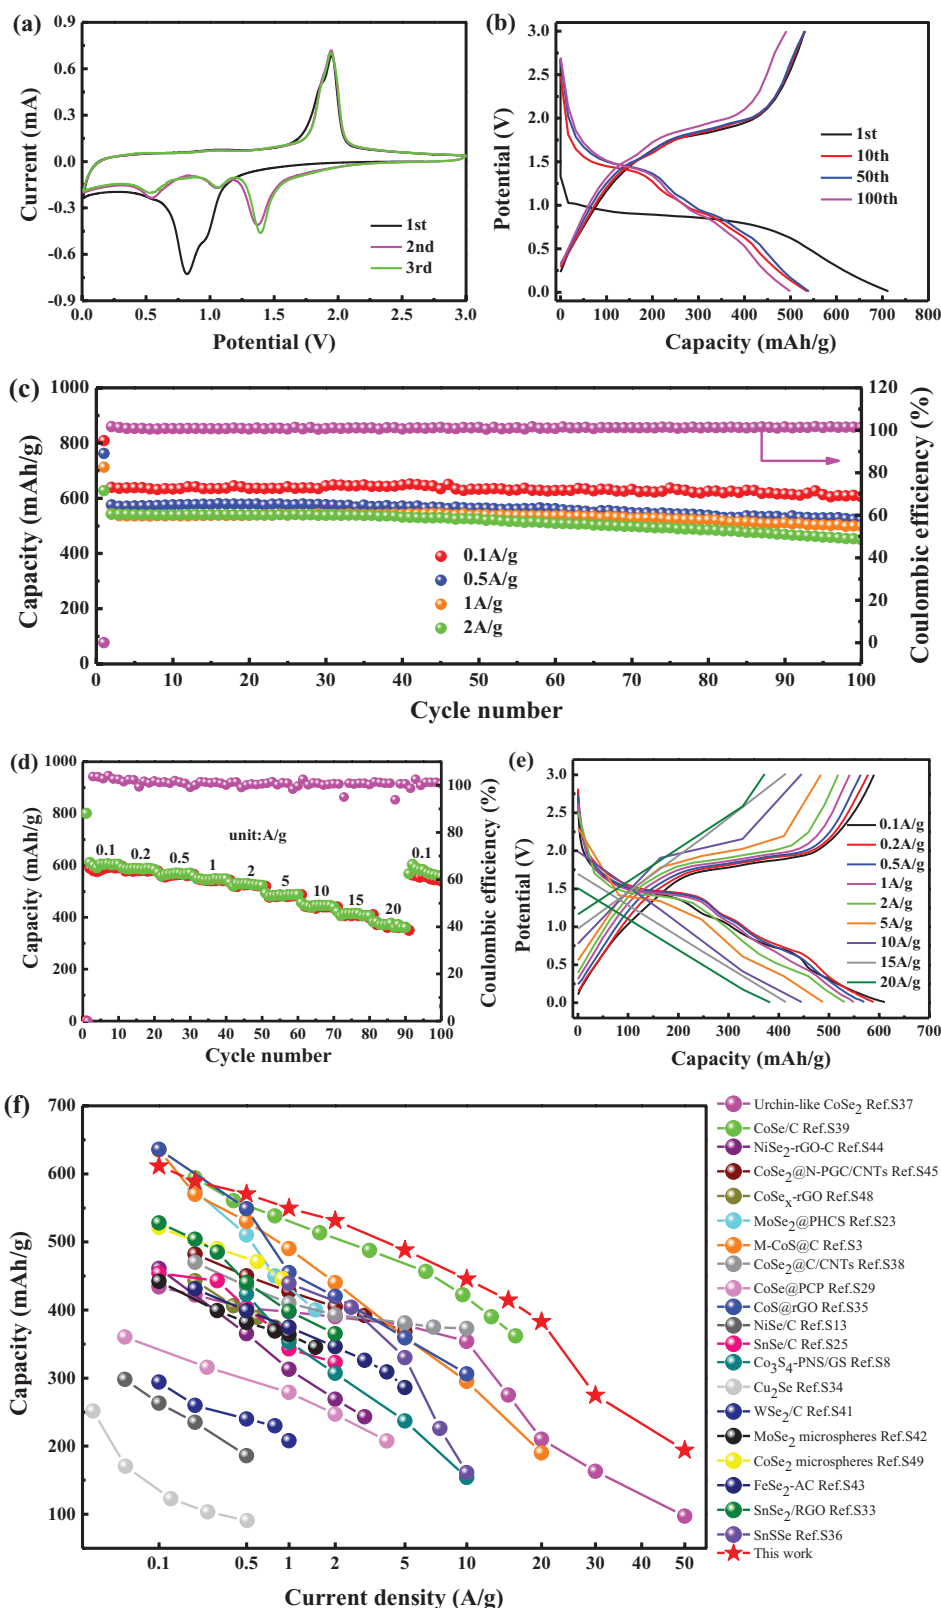 (a)
0.9
0.6
0.3
0.0
-0.3
-0.6
-0.9
Current (mA)
1st
2nd
3rd
0.0 0.5 1.0 1.5 2.0 2.5 3.0
Potential (V)
(b)
3.0
2.5
2.0
1.5
1.0
0.5
0.0
Potential (V)
1st
10th
50th
100th
0 100 200 300 400 500 600 700 800
Capacity (mAh/g)
(c)
1000
800
600
400
200
0
Capacity (mAh/g)
120
100
80
60
40
20
0
Coulombic efficiency (%)
0.1A/g
0.5A/g
1A/g
2A/g
0 10 20 30 40 50 60 70 80 90 100
Cycle number
(d)
1000
800
600
400
200
0
Capacity (mAh/g)
unit:A/g
0.1 0.2 0.5 1 2 5 10 15 20 0.1
100
80
60
40
20
0
Coulombic efficiency (%)
0 10 20 30 40 50 60 70 80 90 100
Cycle number
(e)
3.0
2.5
2.0
1.5
1.0
0.5
0.0
Potential (V)
0.1A/g
0.2A/g
0.5A/g
1A/g
2A/g
5A/g
10A/g
15A/g
20A/g
0 100 200 300 400 500 600 700
Capacity (mAh/g)
(f)
700
600
500
400
300
200
100
Capacity (mAh/g)
0.1 0.5 1 2 5 10 20 30 50
Current density (A/g)
Urchin-like CoSe2 Ref.S37
CoSe/C Ref.S39
NiSe2-rGO-C Ref.S44
CoSe2@N-PGC/CNTs Ref.S45
CoSex-rGO Ref.S48
MoSe2@PHCS Ref.S23
M-CoS@C Ref.S3
CoSe2@C/CNTs Ref.S38
CoSe@PCP Ref.S29
CoS@rGO Ref.S35
NiSe/C Ref.S13
SnSe/C Ref.S25
Co3S4-PNS/GS Ref.S8
Cu2Se Ref.S34
WSe2/C Ref.S41
MoSe2 microspheres Ref.S42
CoSe2 microspheres Ref.S49
FeSe2-AC Ref.S43
SnSe2/RGO Ref.S33
SnSSe Ref.S36
This work